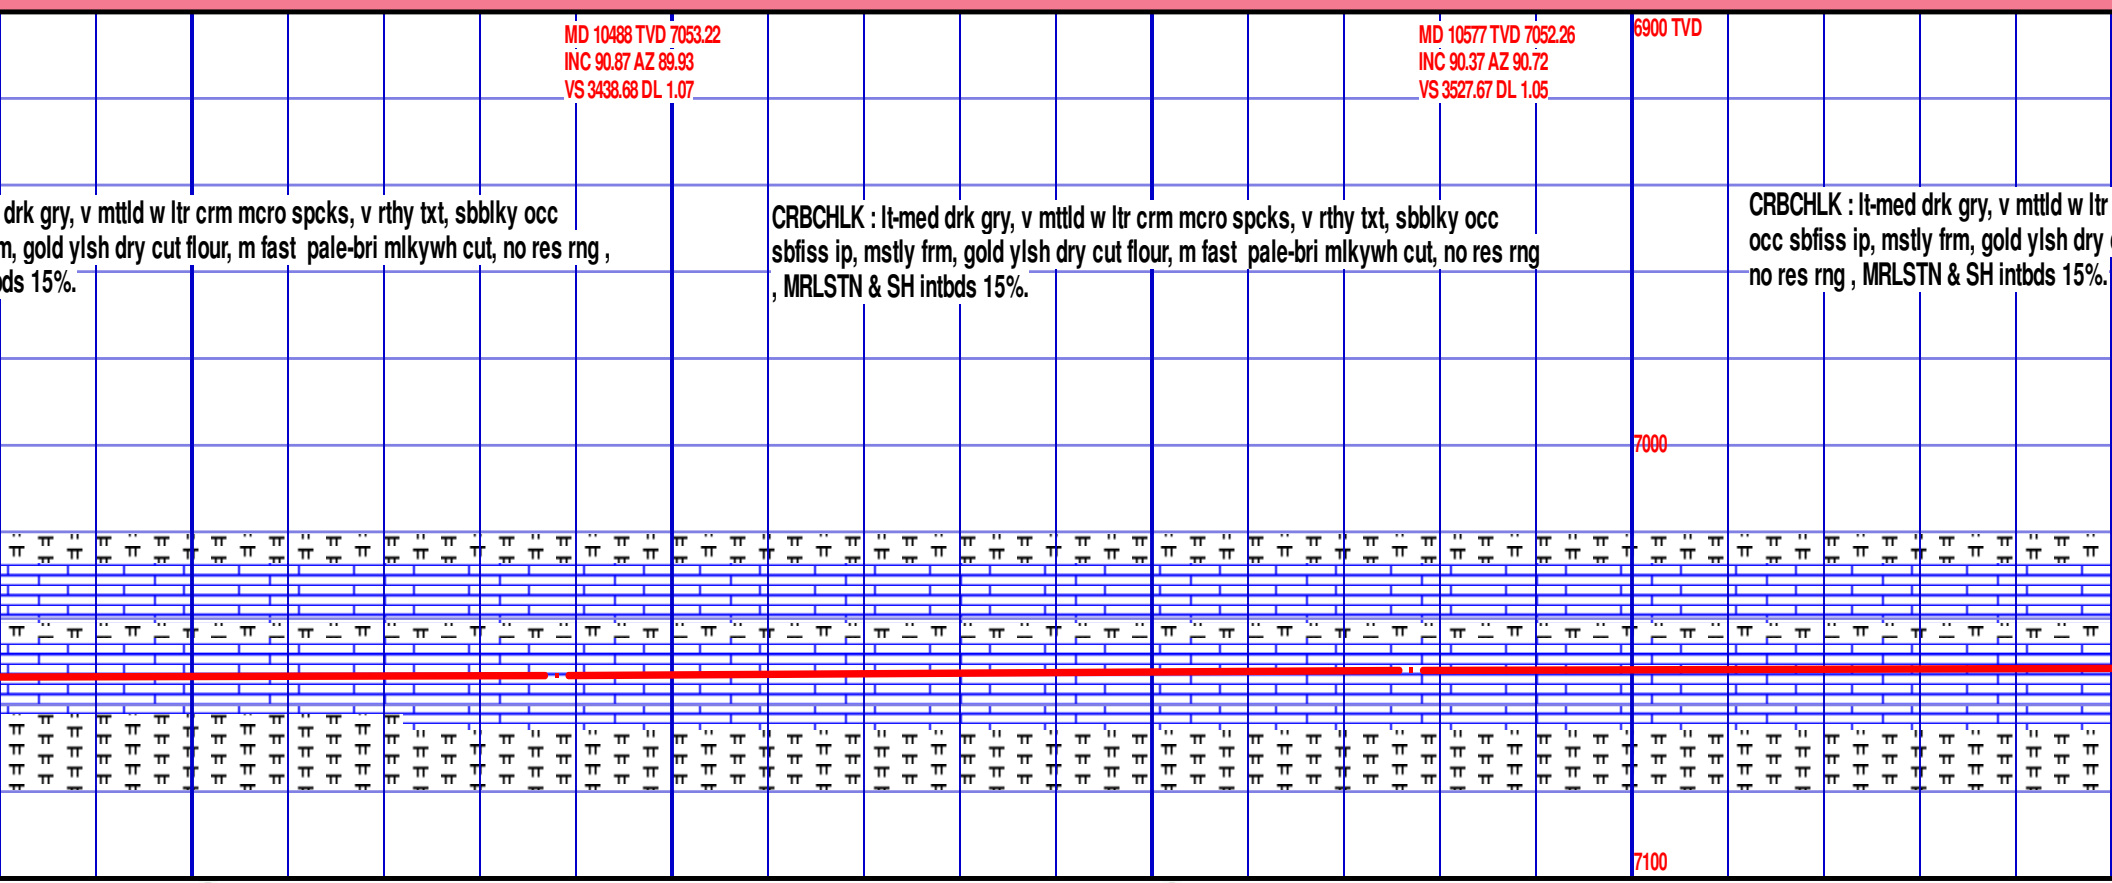 MD 10488 TVD 7053.22
INC 90.87 AZ 89.93
VS 3438.68 DL 1.07
MD 10577 TVD 7052.26
INC 90.37 AZ 90.72
VS 3527.67 DL 1.05
6900 TVD
drk gry, v mttld w ltr crm mcro spcks, v rthy txt, sbblky occ
m, gold ylsh dry cut flour, m fast pale-bri mlkywh cut, no res rng ,
ds 15%.
CRBCHLK : lt-med drk gry, v mttld w ltr crm mcro spcks, v rthy txt, sbblky occ
sbfiss ip, mstly frm, gold ylsh dry cut flour, m fast pale-bri mlkywh cut, no res rng
, MRLSTN & SH intbds 15%.
CRBCHLK : lt-med drk gry, v mttld w ltr
occ sbfiss ip, mstly frm, gold ylsh dry
no res rng , MRLSTN & SH intbds 15%.
7000
7100